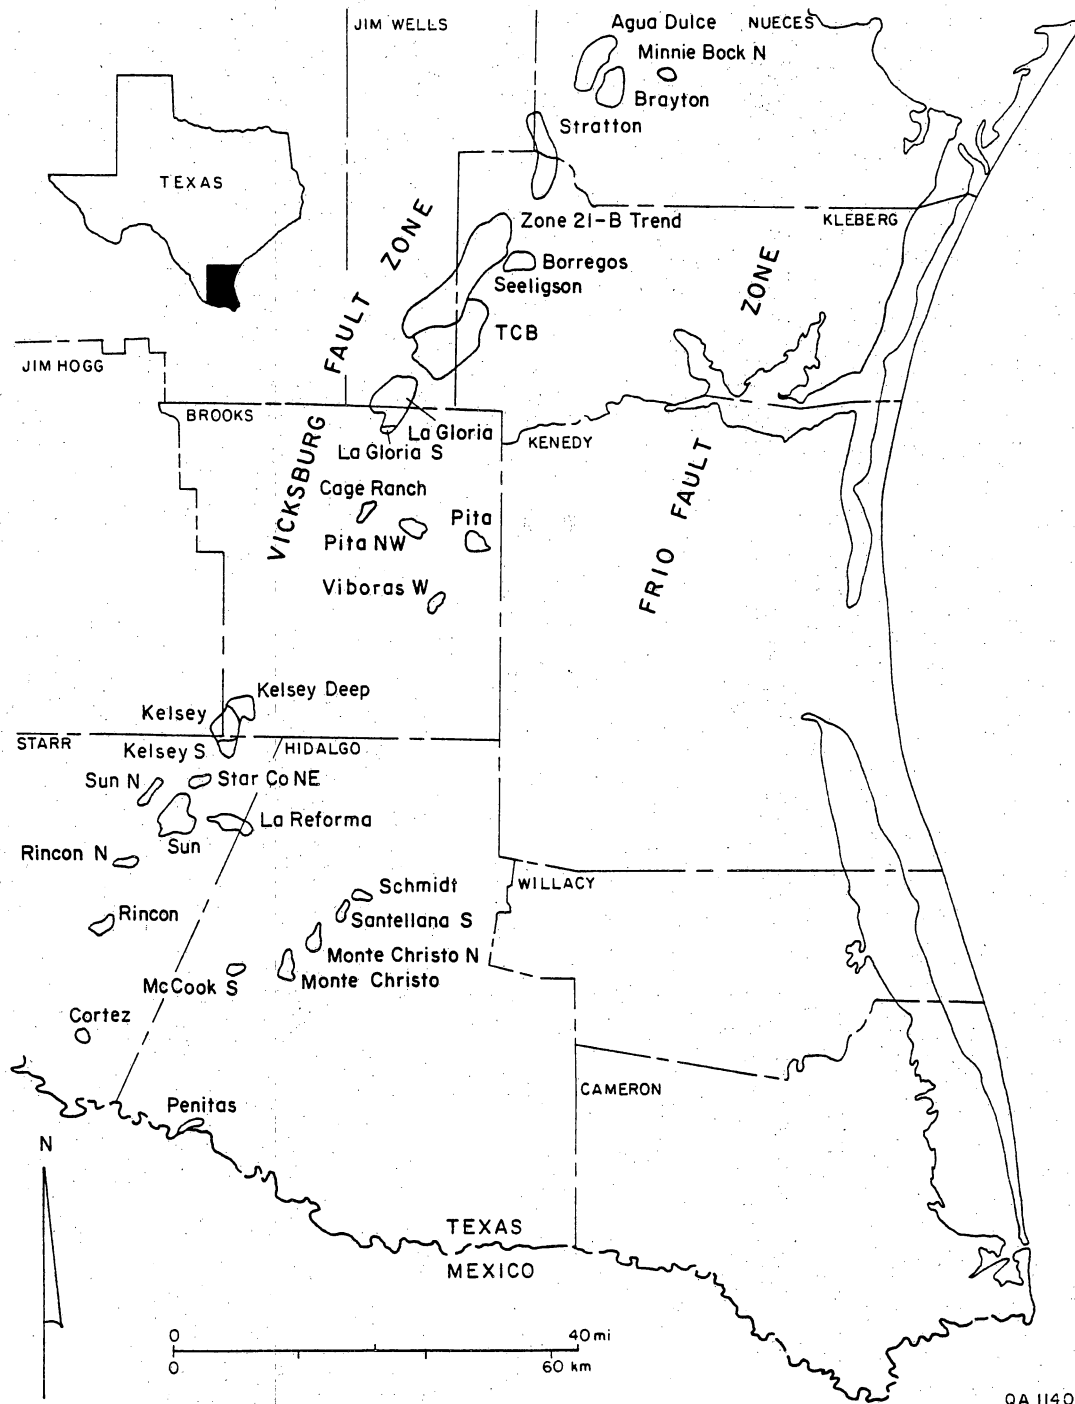 JIM WELLS
Agua Dulce
NUECES
Minnie Bock N
Brayton
Stratton
TEXAS
KLEBERG
Zone 21-B Trend
Borregos
Seeligson
TCB
VICKSBURG FAULT ZONE
FRIO FAULT ZONE
JIM HOGG
BROOKS
KENEDY
La Gloria
La Gloria S
Cage Ranch
Pita
Pita NW
Viboras W
Kelsey Deep
Kelsey
STARR
Kelsey S
HIDALGO
Sun N
Star Co NE
La Reforma
Sun
Rincon N
WILLACY
Schmidt
Rincon
Santellana S
Monte Christo N
McCook S
Monte Christo
Cortez
CAMERON
Penitas
N
TEXAS
MEXICO
0
40 mi
0
60 km
QA 1140